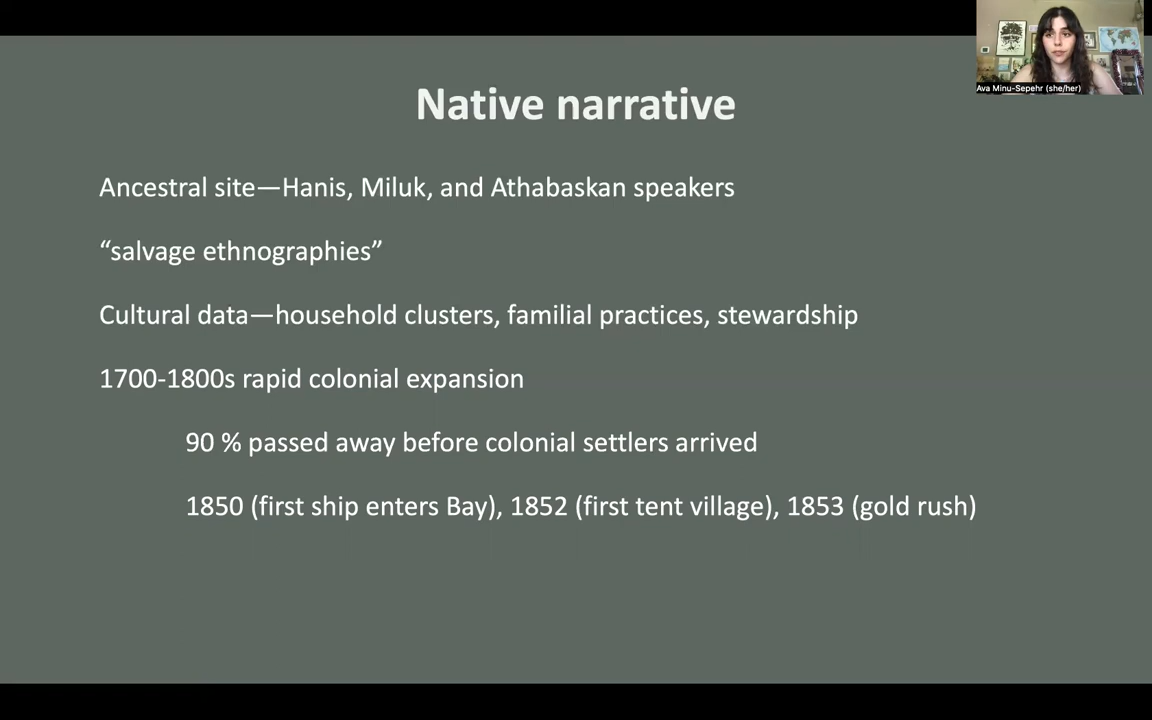 Ava Minu-Sepehr (she/her)
Native narrative
Ancestral site—Hanis, Miluk, and Athabaskan speakers
“salvage ethnographies”
Cultural data—household clusters, familial practices, stewardship
1700-1800s rapid colonial expansion
90 % passed away before colonial settlers arrived
1850 (first ship enters Bay), 1852 (first tent village), 1853 (gold rush)